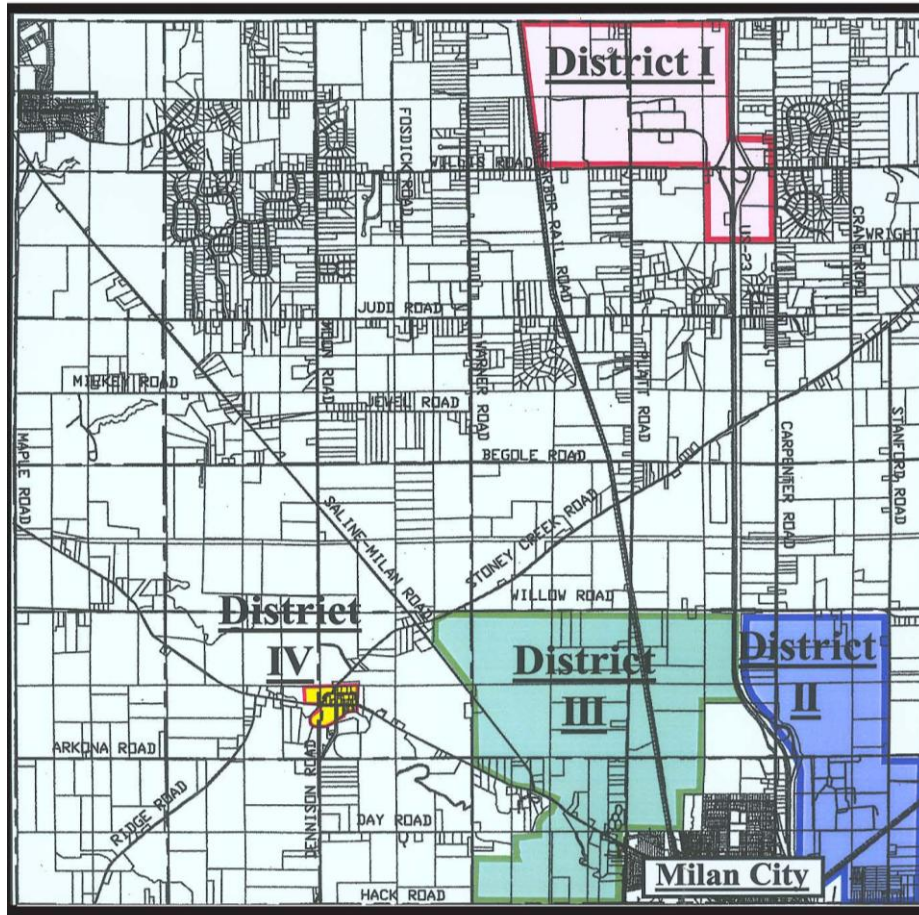 District I
FOSDICK ROAD
WILLIS ROAD
ANN ARBOR RAIL ROAD
US-23
CRANE ROAD
WRIGHT
JUDD ROAD
MOON ROAD
WARNER ROAD
PLATT ROAD
MILKEY ROAD
JEWEL ROAD
MAPLE ROAD
BEGOLE ROAD
CARPENTER ROAD
STANFORD ROAD
SALINE-MILAN ROAD
STONEY CREEK ROAD
WILLOW ROAD
District
IV
District
III
District
II
ARKONA ROAD
RIDGE ROAD
DENNISON ROAD
DAY ROAD
HACK ROAD
Milan City